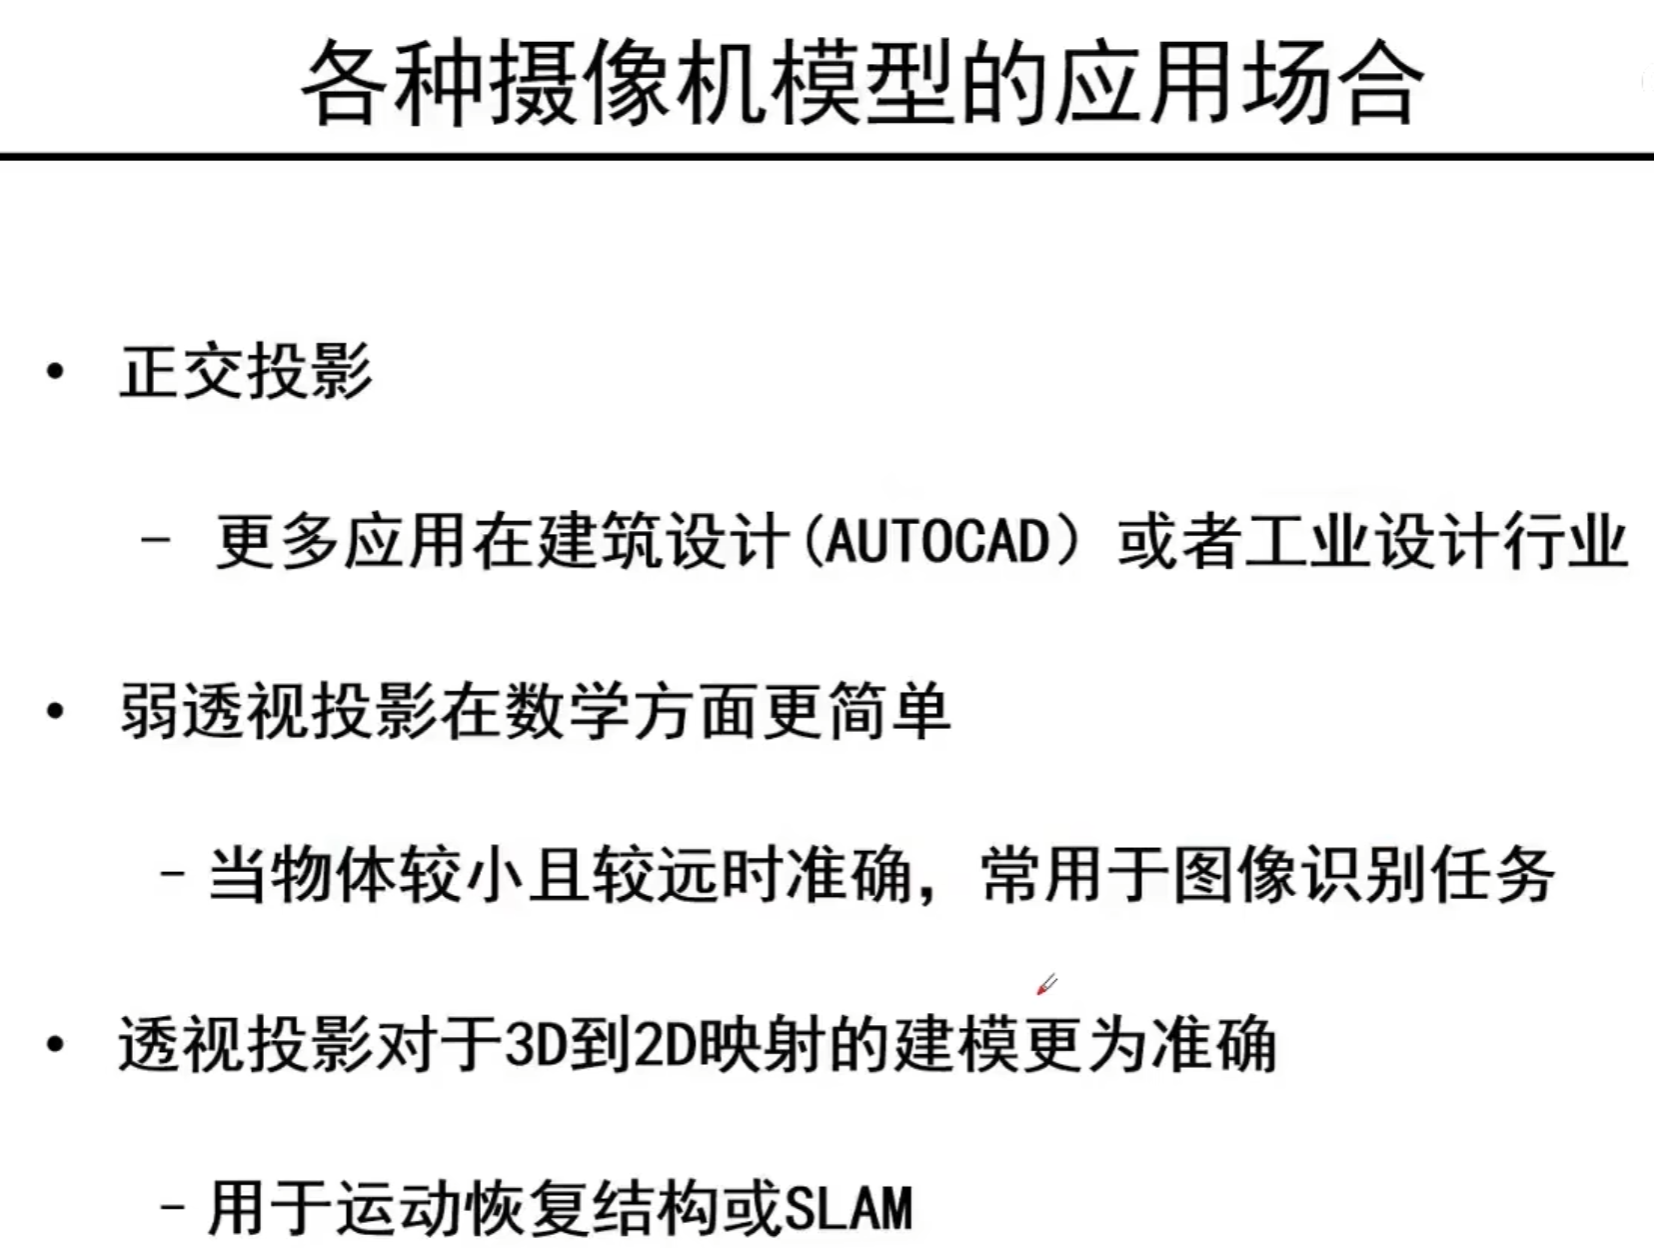 各种摄像机模型的应用场合
• 正交投影
– 更多应用在建筑设计(AUTOCAD）或者工业设计行业
• 弱透视投影在数学方面更简单
–当物体较小且较远时准确，常用于图像识别任务
• 透视投影对于3D到2D映射的建模更为准确
–用于运动恢复结构或SLAM